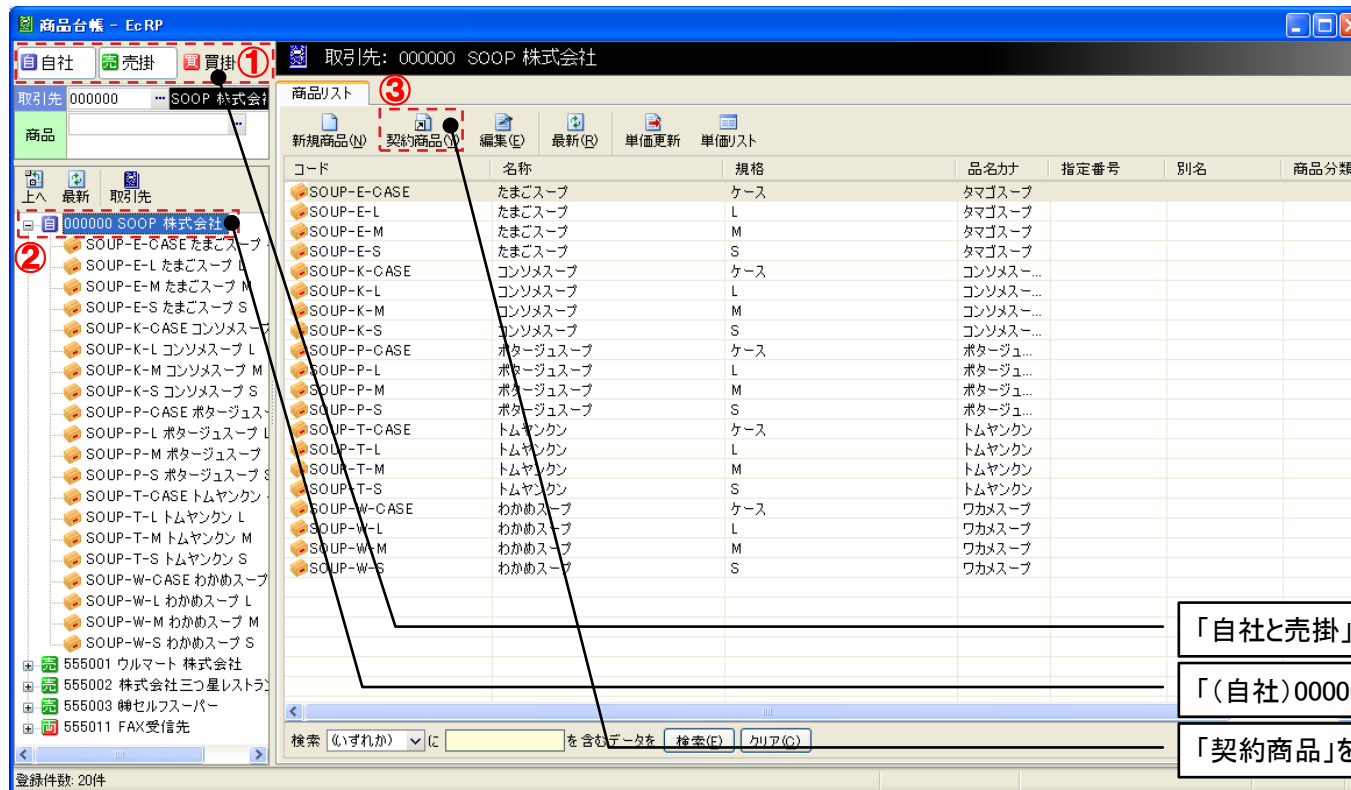 商品台帳 - EcRP
自社 売掛 買掛 ①
取引先: 000000 SOOP 株式会社
取引先 000000 ... SOOP 株式会社
商品 ...
商品リスト ③
新規商品(N) 契約商品(Y) 編集(E) 最新(R) 単価更新 単価リスト
上へ 最新 取引先
②
自 000000 SOOP 株式会社
SOUP-E-CASE たまごスープ
SOUP-E-L たまごスープ L
SOUP-E-M たまごスープ M
SOUP-E-S たまごスープ S
SOUP-K-CASE コンソメスープ
SOUP-K-L コンソメスープ L
SOUP-K-M コンソメスープ M
SOUP-K-S コンソメスープ S
SOUP-P-CASE ポタージュスー
SOUP-P-L ポタージュスープ L
SOUP-P-M ポタージュスープ
SOUP-P-S ポタージュスープ S
SOUP-T-CASE トムヤンクン
SOUP-T-L トムヤンクン L
SOUP-T-M トムヤンクン M
SOUP-T-S トムヤンクン S
SOUP-W-CASE わかめスープ
SOUP-W-L わかめスープ L
SOUP-W-M わかめスープ M
SOUP-W-S わかめスープ S
売 555001 ウルマート 株式会社
売 555002 株式会社三つ星レストラン
売 555003 ㈱セルフスーパー
両 555011 FAX受信先
コード 名称 規格 品名カナ 指定番号 別名 商品分類
SOUP-E-CASE たまごスープ ケース タマゴスープ
SOUP-E-L たまごスープ L タマゴスープ
SOUP-E-M たまごスープ M タマゴスープ
SOUP-E-S たまごスープ S タマゴスープ
SOUP-K-CASE コンソメスープ ケース コンソメスー...
SOUP-K-L コンソメスープ L コンソメスー...
SOUP-K-M コンソメスープ M コンソメスー...
SOUP-K-S コンソメスープ S コンソメスー...
SOUP-P-CASE ポタージュスープ ケース ポタージュ...
SOUP-P-L ポタージュスープ L ポタージュ...
SOUP-P-M ポタージュスープ M ポタージュ...
SOUP-P-S ポタージュスープ S ポタージュ...
SOUP-T-CASE トムヤンクン ケース トムヤンクン
SOUP-T-L トムヤンクン L トムヤンクン
SOUP-T-M トムヤンクン M トムヤンクン
SOUP-T-S トムヤンクン S トムヤンクン
SOUP-W-CASE わかめスープ ケース ワカメスープ
SOUP-W-L わかめスープ L ワカメスープ
SOUP-W-M わかめスープ M ワカメスープ
SOUP-W-S わかめスープ S ワカメスープ
「自社と売掛」
「(自社)0000
「契約商品」を
検索 (いずれか) に を含むデータを 検索(F) クリア(C)
登録件数: 20件